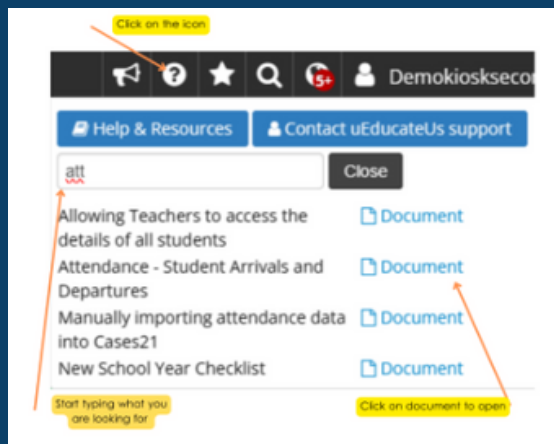 Click on the icon
?
5+
Demokiosksecon
Help & Resources
Contact uEducateUs support
att
Close
Allowing Teachers to access the
details of all students
Document
Attendance - Student Arrivals and
Departures
Document
Manually importing attendance data
into Cases21
Document
New School Year Checklist
Document
Start typing what you
are looking for
Click on document to open